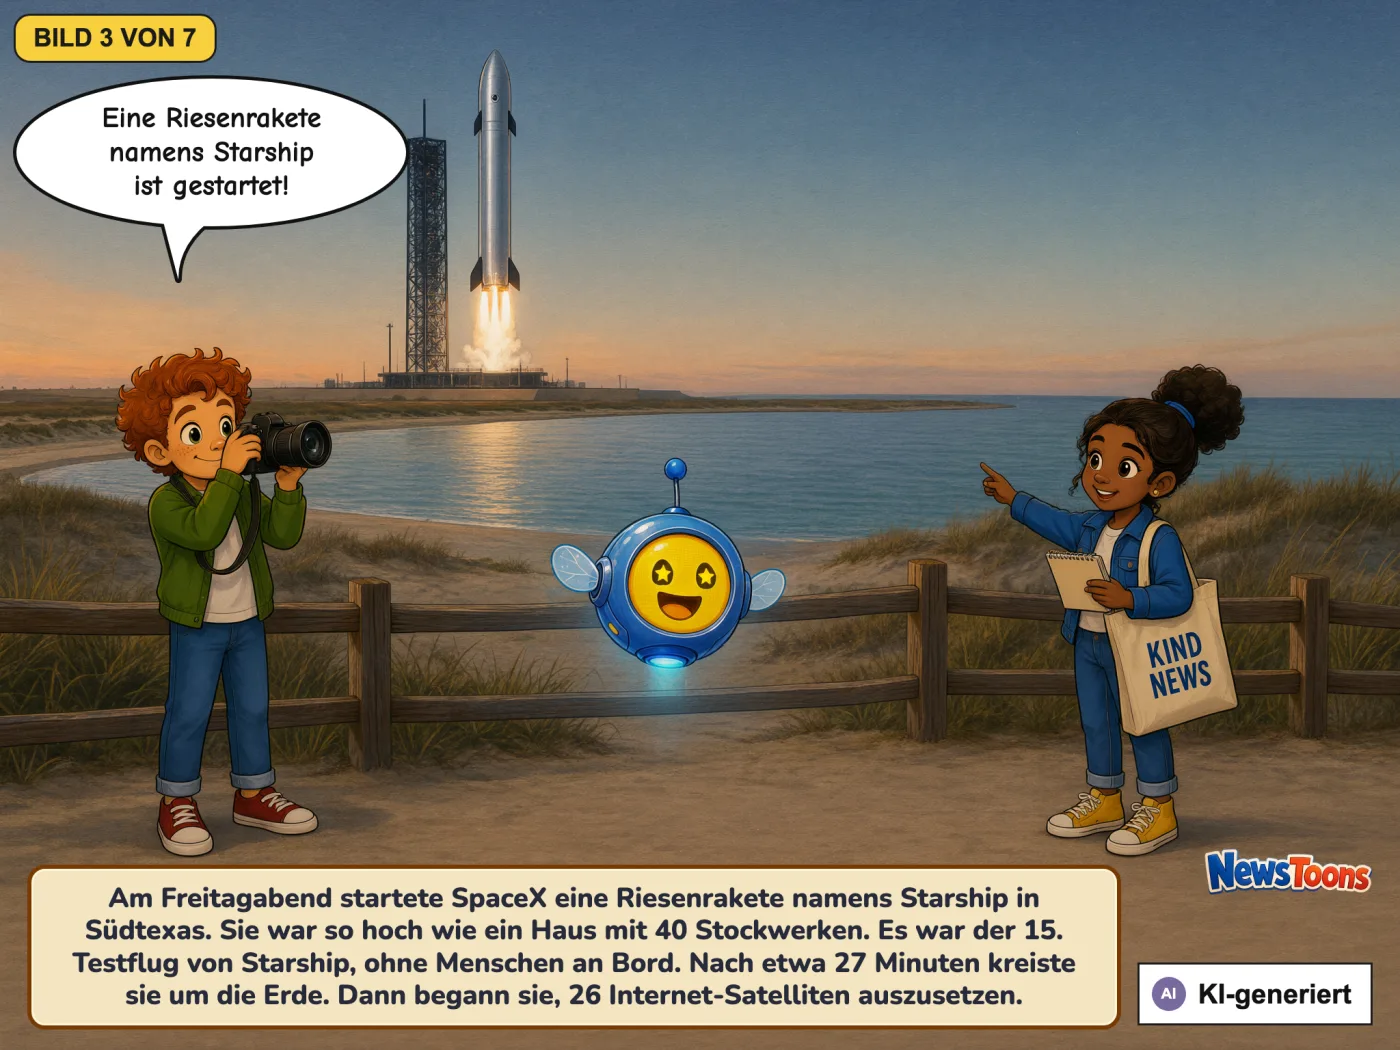 BILD 3 VON 7
Eine Riesenrakete
namens Starship
ist gestartet!
KIND
NEWS
NewsToons
Am Freitagabend startete SpaceX eine Riesenrakete namens Starship in
Südtexas. Sie war so hoch wie ein Haus mit 40 Stockwerken. Es war der 15.
Testflug von Starship, ohne Menschen an Bord. Nach etwa 27 Minuten kreiste
sie um die Erde. Dann begann sie, 26 Internet-Satelliten auszusetzen.
AI KI-generiert